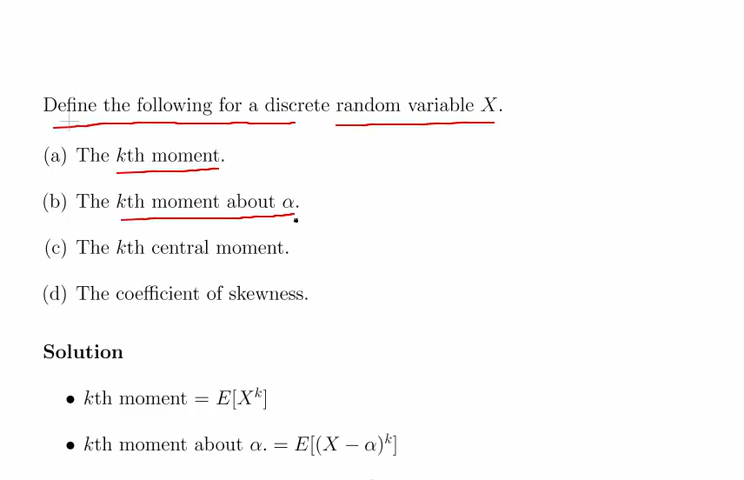 Define the following for a discrete random variable X.
(a) The kth moment.
(b) The kth moment about α.
(c) The kth central moment.
(d) The coefficient of skewness.
Solution
• kth moment = E[X^k]
• kth moment about α. = E[(X − α)^k]